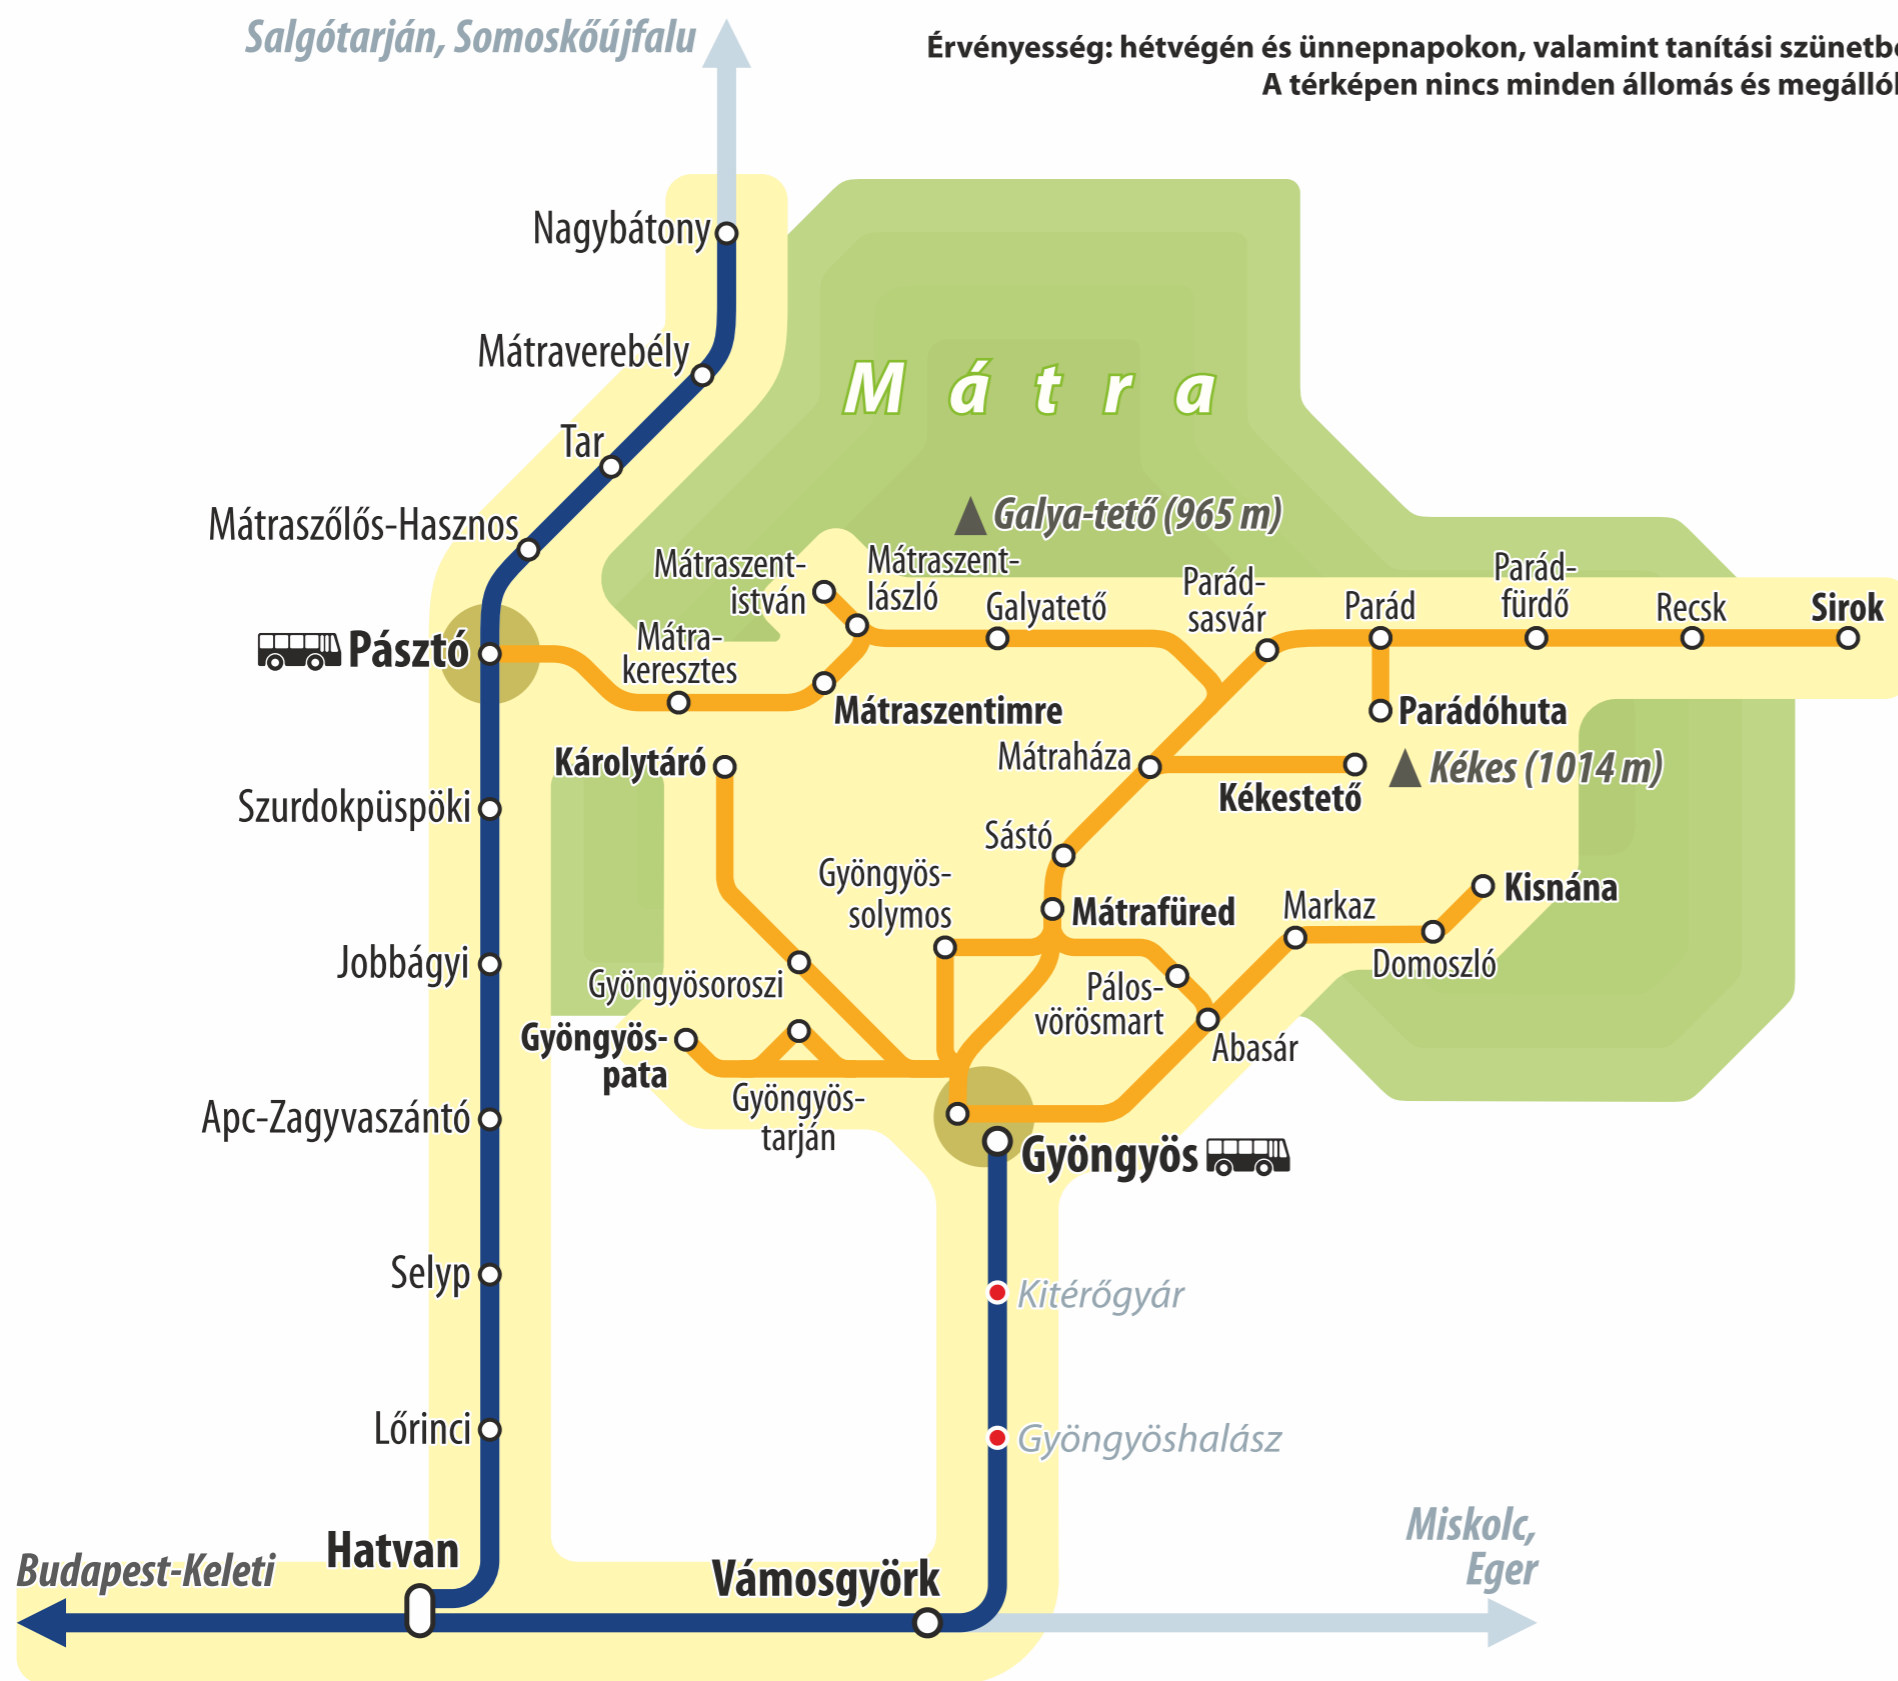 Salgótarján, Somoskőújfalu
Érvényesség: hétvégén és ünnepnapokon, valamint tanítási
A térképen nincs minden állomás és
Nagybátony
Mátraverebély
Tar
Mátraszőlős-Hasznos
Mátra
Galya-tető (965 m)
Mátraszent-
istván
Mátraszent-
lászló
Galyatető
Parád-
sasvár
Parád
Parád-
fürdő
Recsk
Sirok
Pásztó
Mátra-
keresztes
Mátraszentimre
Parádóhuta
Károlytáró
Mátraháza
Kékes (1014 m)
Kékestető
Szurdokpüspöki
Sástó
Gyöngyös-
solymos
Mátrafüred
Markaz
Kisnána
Domoszló
Jobbágyi
Gyöngyösoroszi
Pálos-
vörösmart
Abasár
Gyöngyös-
pata
Gyöngyös-
tarján
Apc-Zagyvaszántó
Gyöngyös
Selyp
Kitérőgyár
Lőrinci
Gyöngyöshalász
Hatvan
Budapest-Keleti
Vámosgyörk
Miskolc,
Eger